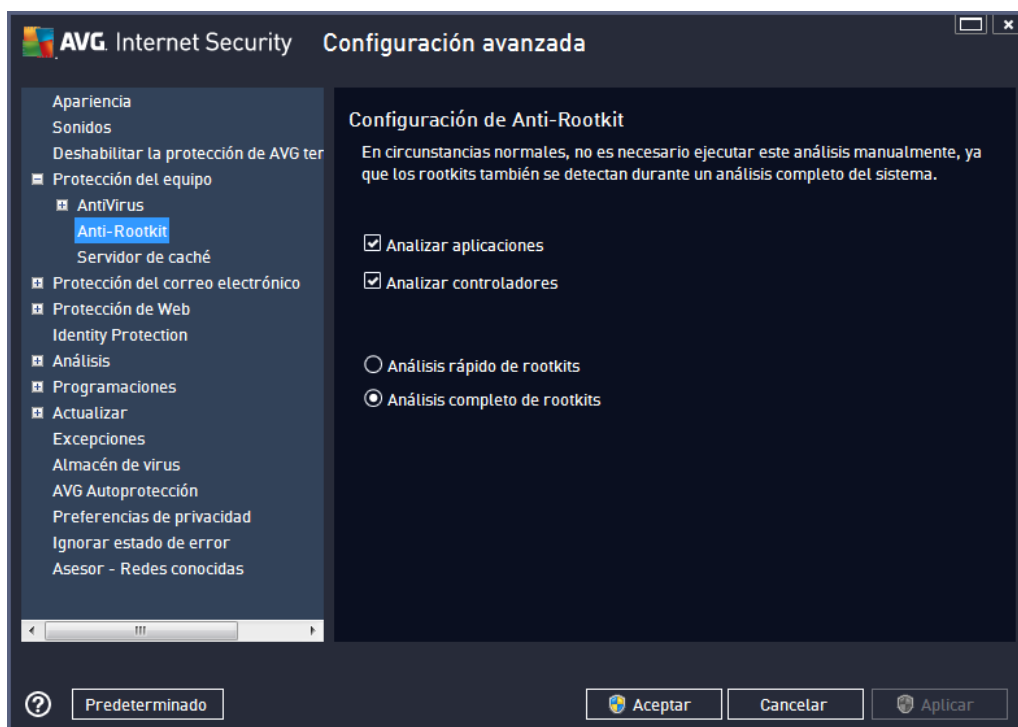 AVG. Internet Security Configuración avanzada
Apariencia
Sonidos
Deshabilitar la protección de AVG ter
Protección del equipo
AntiVirus
Anti-Rootkit
Servidor de caché
Protección del correo electrónico
Protección de Web
Identity Protection
Análisis
Programaciones
Actualizar
Excepciones
Almacén de virus
AVG Autoprotección
Preferencias de privacidad
Ignorar estado de error
Asesor - Redes conocidas
Configuración de Anti-Rootkit
En circunstancias normales, no es necesario ejecutar este análisis manualmente, ya
que los rootkits también se detectan durante un análisis completo del sistema.
Analizar aplicaciones
Analizar controladores
Análisis rápido de rootkits
Análisis completo de rootkits
Predeterminado
Aceptar
Cancelar
Aplicar